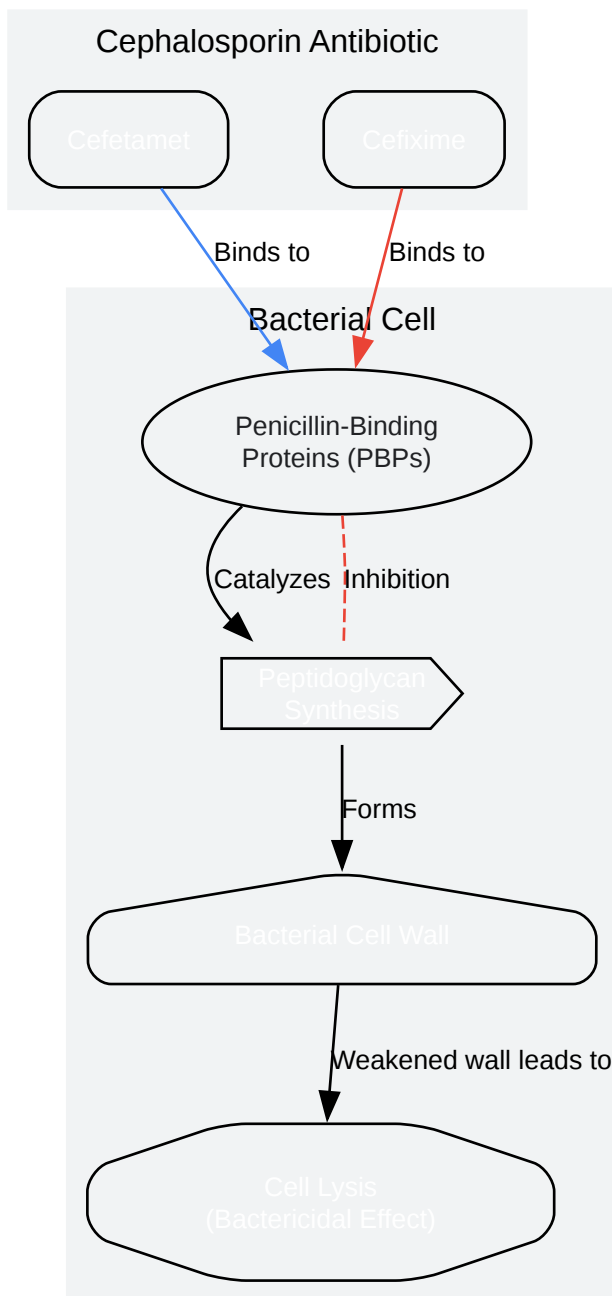 Cephalosporin Antibiotic
Cefetamet
Cefixime
Binds to
Binds to
Bacterial Cell
Penicillin-Binding
Proteins (PBPs)
Catalyzes
Inhibition
Peptidoglycan
Synthesis
Forms
Bacterial Cell Wall
Weakened wall leads to
Cell Lysis
(Bactericidal Effect)